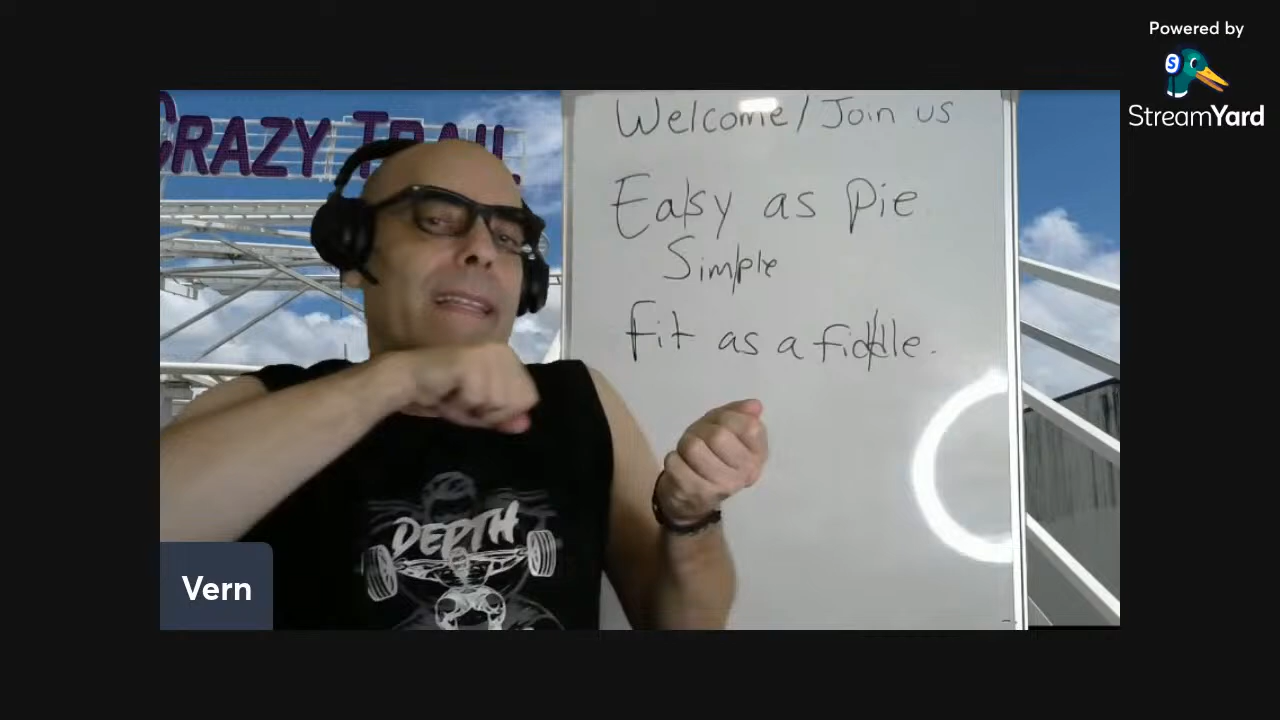 Powered by
StreamYard
CRAZY TRAIL
Welcome/Join us
Easy as Pie
Simple
Fit as a fiddle.
DEPTH
Vern